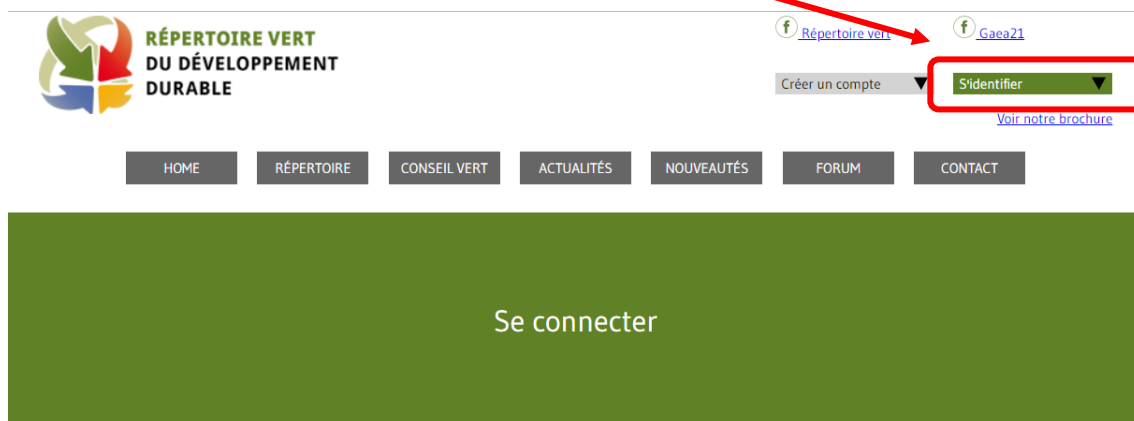 RÉPERTOIRE VERT
DU DÉVELOPPEMENT
DURABLE
f Répertoire vert
f Gaea21
Créer un compte
S'identifier
Voir notre brochure
HOME
RÉPERTOIRE
CONSEIL VERT
ACTUALITÉS
NOUVEAUTÉS
FORUM
CONTACT
Se connecter